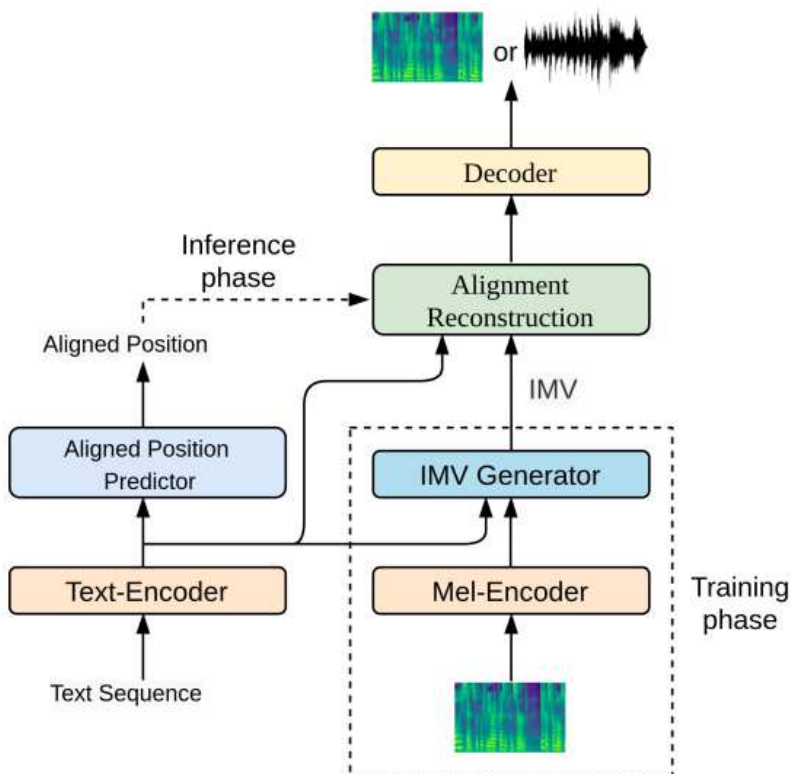 or
Decoder
Inference
phase
Alignment
Reconstruction
Aligned Position
IMV
Aligned Position
Predictor
IMV Generator
Text-Encoder
Mel-Encoder
Training
phase
Text Sequence